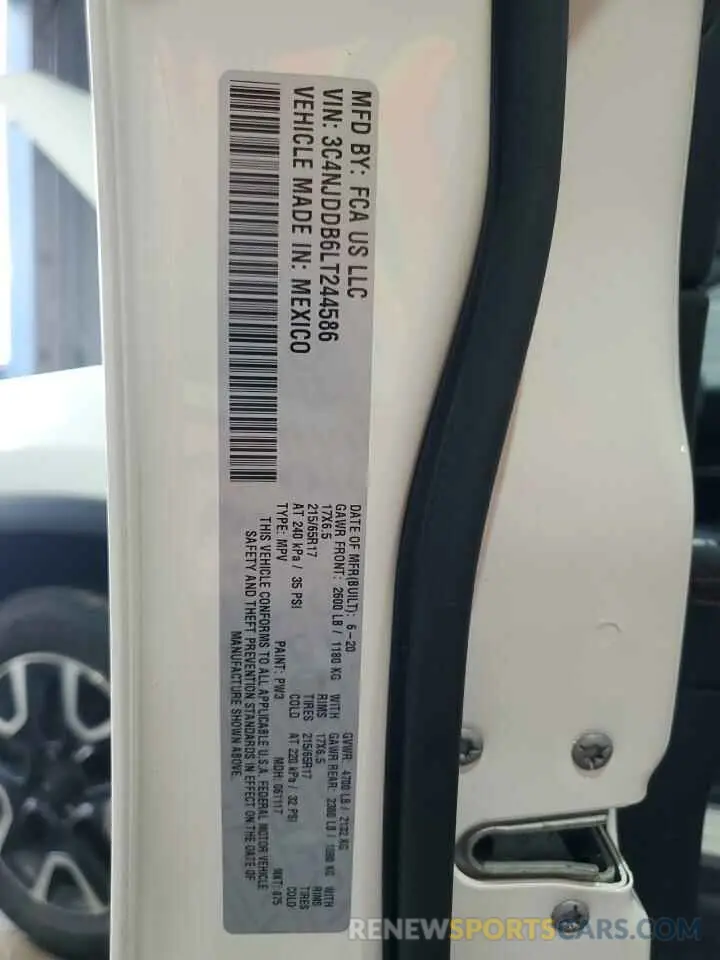 MFD BY: FCA US LLC
VIN: 3C4NJDDB6LT244586
VEHICLE MADE IN: MEXICO
DATE OF MFR(BUILT): 6-20 GVWR: 4700 LB / 2132 KG
GAWR FRONT: 2600 LB / 1180 KG WITH GAWR REAR: 2380 LB / 1080 KG WITH
17X6.5 RIMS 17X6.5 RIMS
215/65R17 TIRES 215/65R17 TIRES
AT 240 kPa / 35 PSI COLD AT 220 kPa / 32 PSI COLD
TYPE: MPV PAINT: PW3 MDH: 061117 MKT: 875
THIS VEHICLE CONFORMS TO ALL APPLICABLE U.S.A. FEDERAL MOTOR VEHICLE
SAFETY AND THEFT PREVENTION STANDARDS IN EFFECT ON THE DATE OF
MANUFACTURE SHOWN ABOVE.
RENEWSPORTSCARS.COM